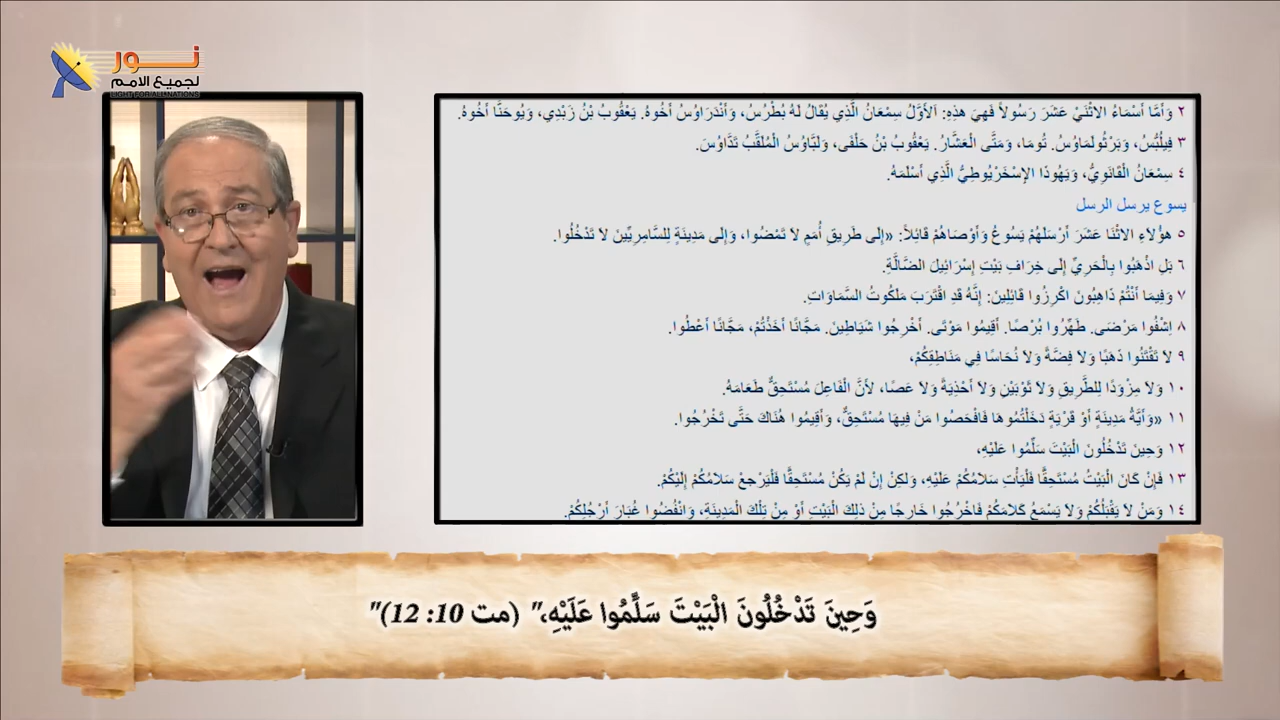 نور
لجميع الامم
LIGHT FOR ALL NATIONS
٢ وَأَمَّا أَسْمَاءُ الاثْنَيْ عَشَرَ رَسُولاً فَهِيَ هذِهِ: اَلأَوَّلُ سِمْعَانُ الَّذِي يُقَالُ لَهُ بُطْرُسُ، وَأَنْدَرَاوُسُ أَخُوهُ. يَعْقُوبُ بْنُ زَبْدِي، وَيُوحَنَّا أَخُوهُ.
٣ فِيلُبُّسُ، وَبَرْثُولَمَاوُسُ. تُومَا، وَمَتَّى الْعَشَّارُ. يَعْقُوبُ بْنُ حَلْفَى، وَلَبَّاوُسُ الْمُلَقَّبُ تَدَّاوُسَ.
٤ سِمْعَانُ الْقَانَوِيُّ، وَيَهُوذَا الإِسْخَرْيُوطِيُّ الَّذِي أَسْلَمَهُ.
يسوع يرسل الرسل
٥ هؤُلاَءِ الاثْنَا عَشَرَ أَرْسَلَهُمْ يَسُوعُ وَأَوْصَاهُمْ قَائِلاً: «إِلَى طَرِيقِ أُمَمٍ لاَ تَمْضُوا، وَإِلَى مَدِينَةٍ لِلسَّامِرِيِّينَ لاَ تَدْخُلُوا.
٦ بَلِ اذْهَبُوا بِالْحَرِيِّ إِلَى خِرَافِ بَيْتِ إِسْرَائِيلَ الضَّالَّةِ.
٧ وَفِيمَا أَنْتُمْ ذَاهِبُونَ اكْرِزُوا قَائِلِينَ: إِنَّهُ قَدِ اقْتَرَبَ مَلَكُوتُ السَّمَاوَاتِ.
٨ اِشْفُوا مَرْضَى. طَهِّرُوا بُرْصًا. أَقِيمُوا مَوْتَى. أَخْرِجُوا شَيَاطِينَ. مَجَّانًا أَخَذْتُمْ، مَجَّانًا أَعْطُوا.
٩ لاَ تَقْتَنُوا ذَهَبًا وَلاَ فِضَّةً وَلاَ نُحَاسًا فِي مَنَاطِقِكُمْ،
١٠ وَلاَ مِزْوَدًا لِلطَّرِيقِ وَلاَ ثَوْبَيْنِ وَلاَ أَحْذِيَةً وَلاَ عَصًا، لأَنَّ الْفَاعِلَ مُسْتَحِقٌّ طَعَامَهُ.
١١ «وَأَيَّةُ مَدِينَةٍ أَوْ قَرْيَةٍ دَخَلْتُمُوهَا فَافْحَصُوا مَنْ فِيهَا مُسْتَحِقٌّ، وَأَقِيمُوا هُنَاكَ حَتَّى تَخْرُجُوا.
١٢ وَحِينَ تَدْخُلُونَ الْبَيْتَ سَلِّمُوا عَلَيْهِ،
١٣ فَإِنْ كَانَ الْبَيْتُ مُسْتَحِقًّا فَلْيَأْتِ سَلاَمُكُمْ عَلَيْهِ، وَلكِنْ إِنْ لَمْ يَكُنْ مُسْتَحِقًّا فَلْيَرْجِعْ سَلاَمُكُمْ إِلَيْكُمْ.
١٤ وَمَنْ لاَ يَقْبَلُكُمْ وَلاَ يَسْمَعُ كَلاَمَكُمْ فَاخْرُجُوا خَارِجًا مِنْ ذلِكَ الْبَيْتِ أَوْ مِنْ تِلْكَ الْمَدِينَةِ، وَانْفُضُوا غُبَارَ أَرْجُلِكُمْ.
وَحِينَ تَدْخُلُونَ الْبَيْتَ سَلِّمُوا عَلَيْهِ،" (مت 10: 12)"